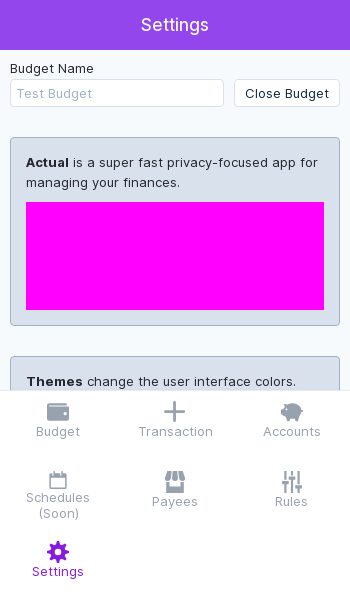 Settings
Budget Name
Test Budget
Close Budget
Actual is a super fast privacy-focused app for
managing your finances.
Themes change the user interface colors.
Budget
Transaction
Accounts
Schedules
(Soon)
Payees
Rules
Settings